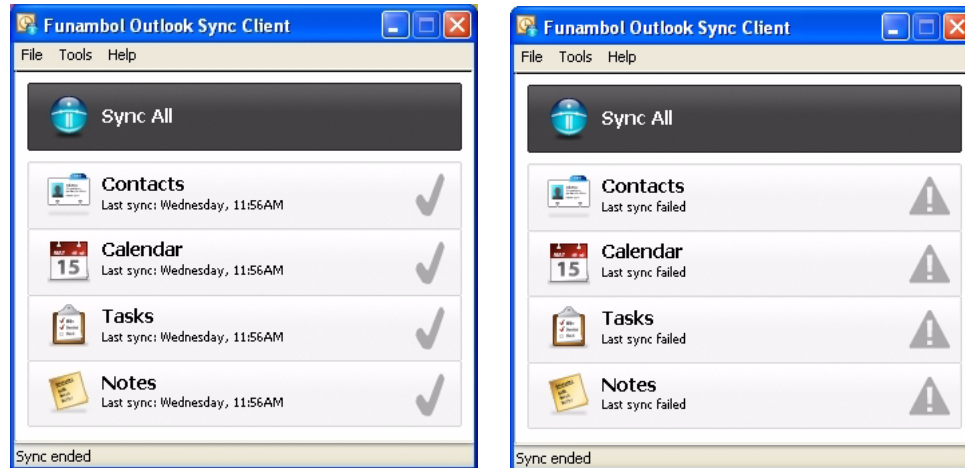 Funambol Outlook Sync Client
File Tools Help
Sync All
Contacts
Last sync: Wednesday, 11:56AM
Calendar
Last sync: Wednesday, 11:56AM
15
Tasks
Last sync: Wednesday, 11:56AM
Notes
Last sync: Wednesday, 11:56AM
Sync ended
Funambol Outlook Sync Client
File Tools Help
Sync All
Contacts
Last sync failed
Calendar
Last sync failed
15
Tasks
Last sync failed
Notes
Last sync failed
Sync ended